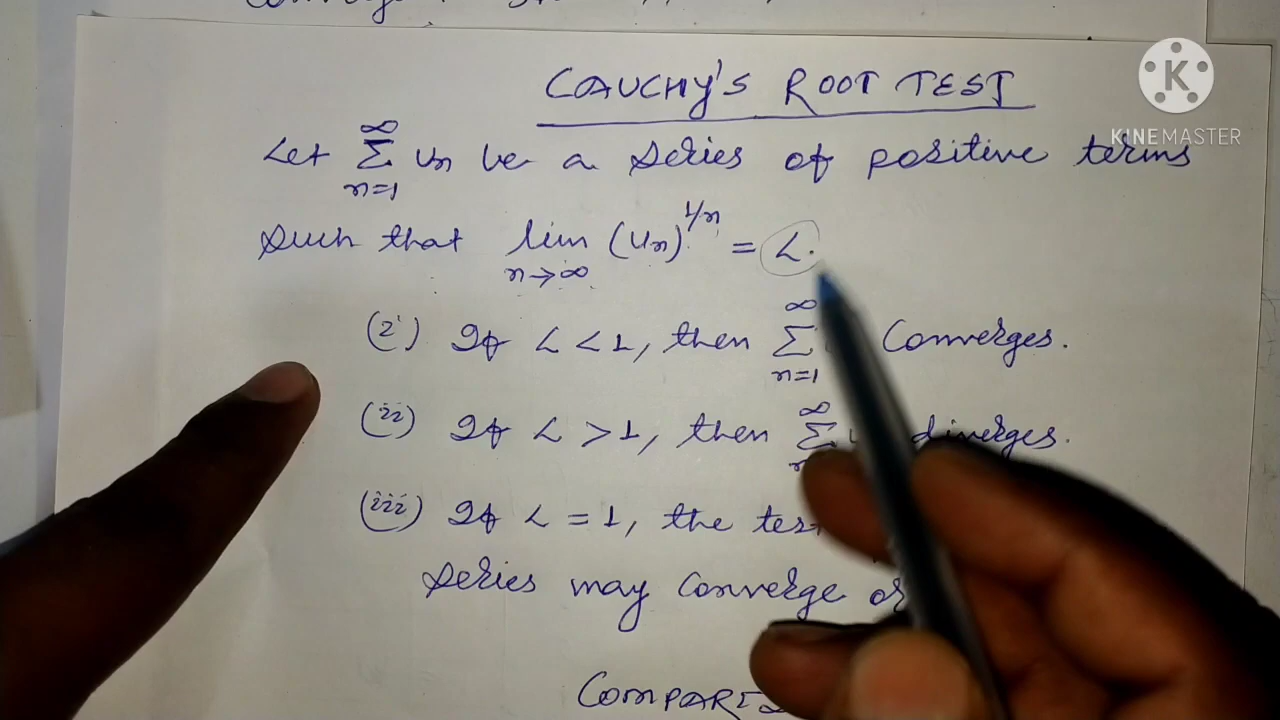 CAUCHY'S ROOT TEST
KINEMASTER
Let ∞ Σ n=1 Un be a series of positive terms
such that lim n→∞ (Un)^1/n = L.
(i) If L < 1, then ∞ Σ n=1 Converges.
(ii) If L > 1, then ∞ Σ diverges.
(iii) If L = 1, the
series may Converge or